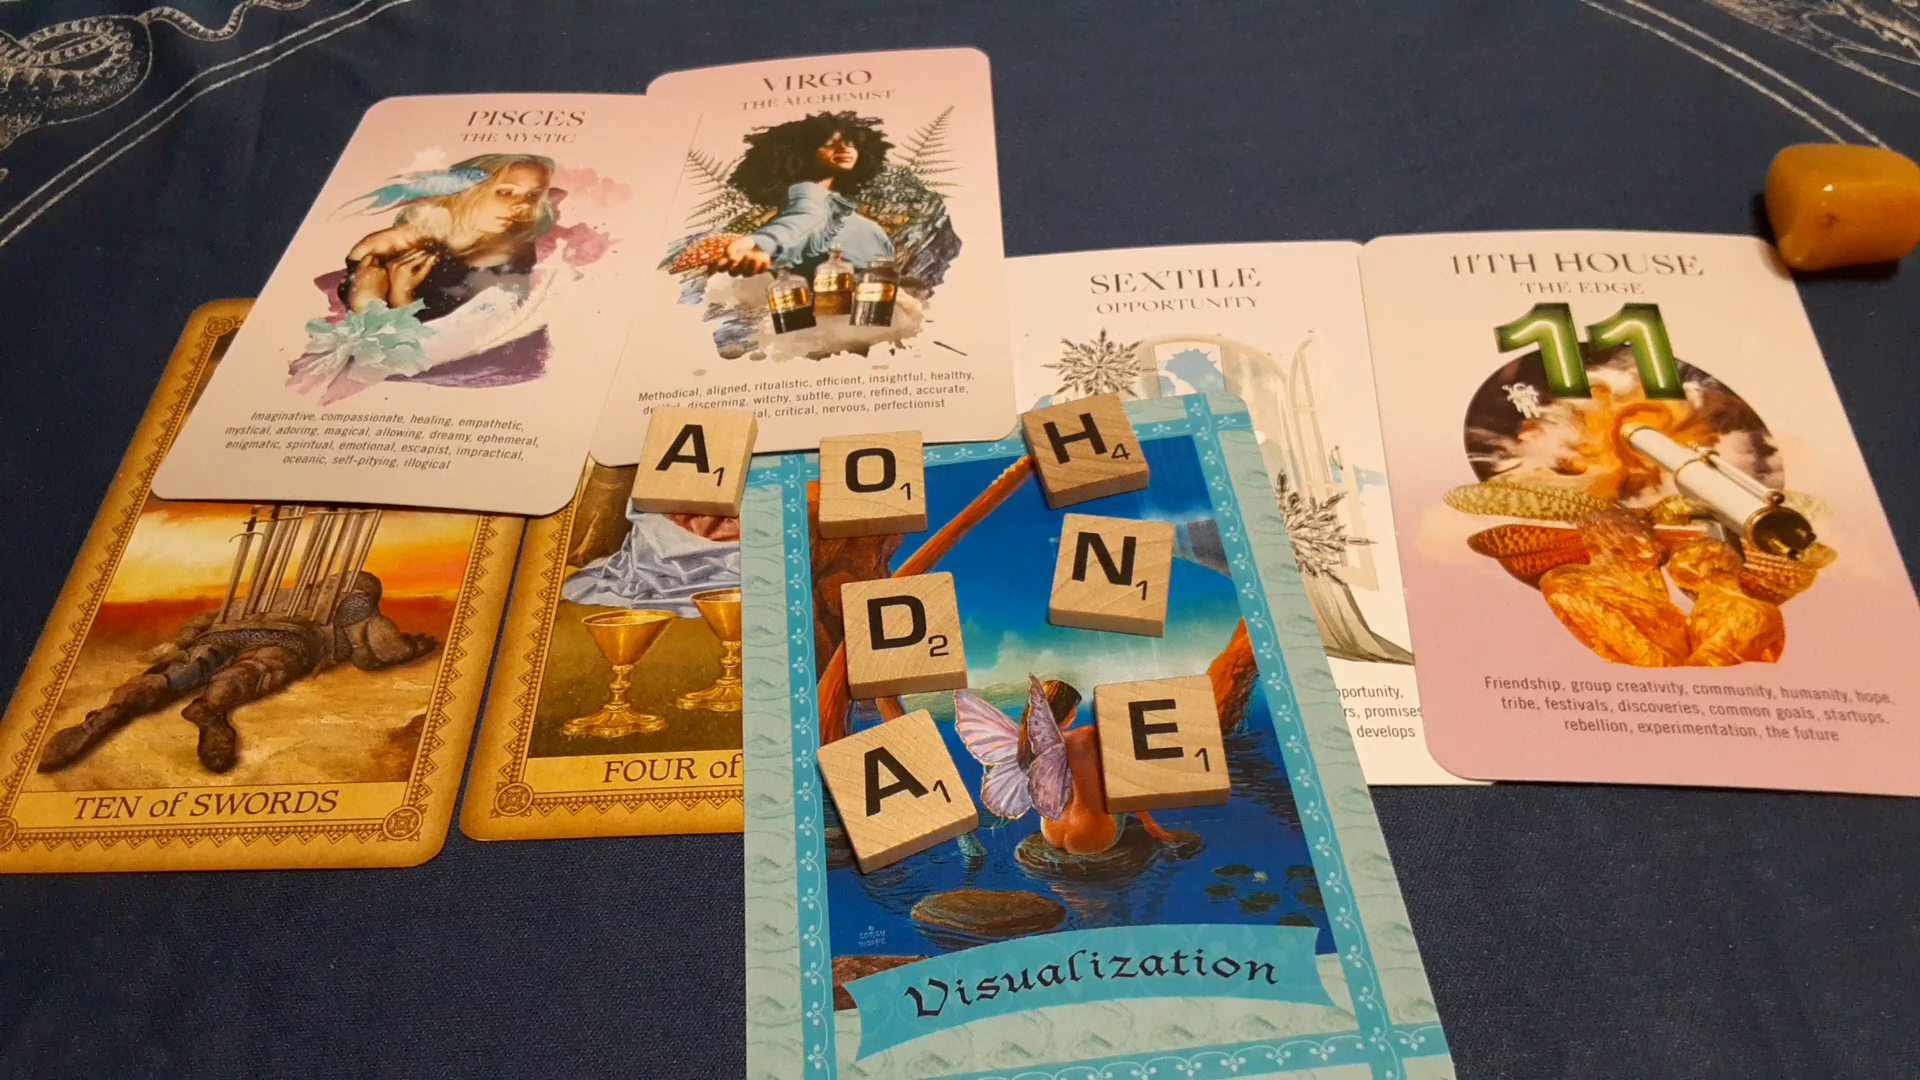 PISCES
THE MYSTIC
Imaginative, compassionate, healing, empathetic,
mystical, adoring, magical, allowing, dreamy, ephemeral,
enigmatic, spiritual, emotional, escapist, impractical,
oceanic, self-pitying, illogical
VIRGO
THE ALCHEMIST
Methodical, aligned, ritualistic, efficient, insightful, healthy,
discerning, witchy, subtle, pure, refined, accurate,
critical, nervous, perfectionist
SEXTILE
OPPORTUNITY
opportunity,
promises
develops
11TH HOUSE
THE EDGE
11
Friendship, group creativity, community, humanity, hope,
tribe, festivals, discoveries, common goals, startups,
rebellion, experimentation, the future
TEN of SWORDS
FOUR of
A1
O1
H4
N1
D2
A1
E1
Visualization